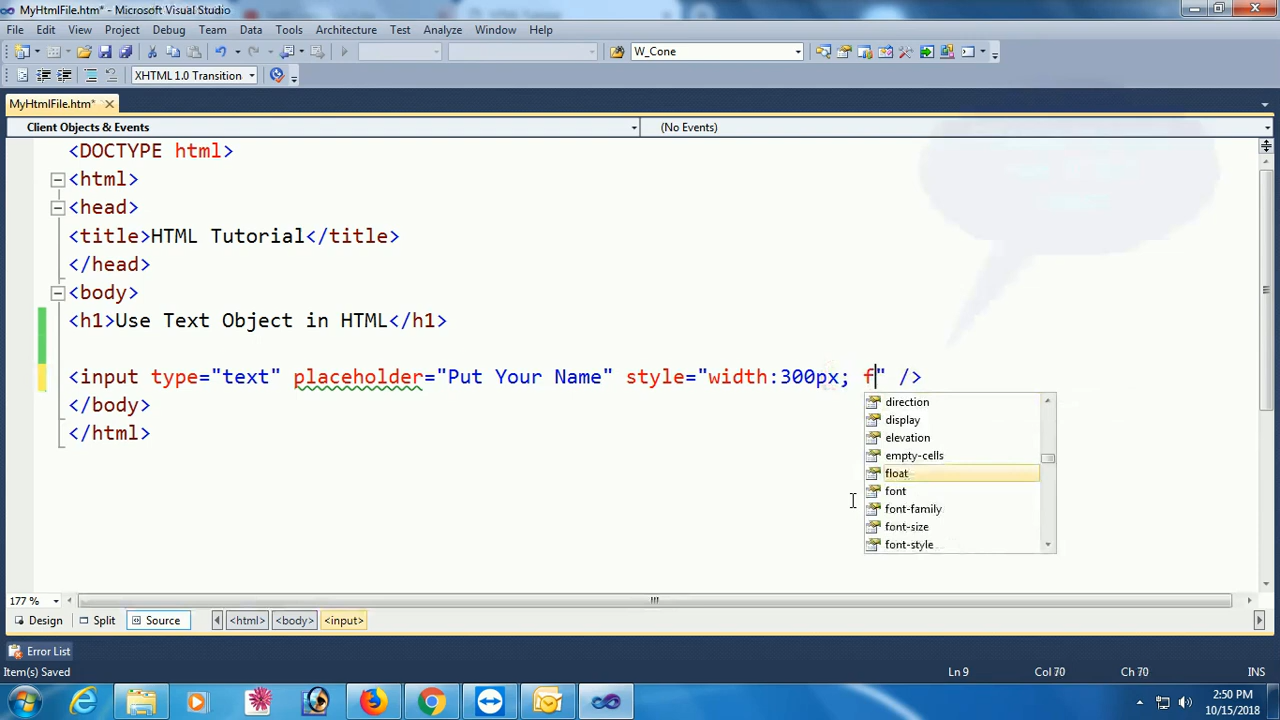 MyHtmlFile.htm* - Microsoft Visual Studio
File Edit View Project Debug Team Data Tools Architecture Test Analyze Window Help
W_Cone
XHTML 1.0 Transition
MyHtmlFile.htm*
Client Objects & Events (No Events)
<DOCTYPE html>
<html>
<head>
<title>HTML Tutorial</title>
</head>
<body>
<h1>Use Text Object in HTML</h1>
<input type="text" placeholder="Put Your Name" style="width:300px; f" />
</body>
</html>
direction
display
elevation
empty-cells
float
font
font-family
font-size
font-style
177 %
Design Split Source <html> <body> <input>
Error List
Item(s) Saved Ln 9 Col 70 Ch 70 INS
2:50 PM
10/15/2018